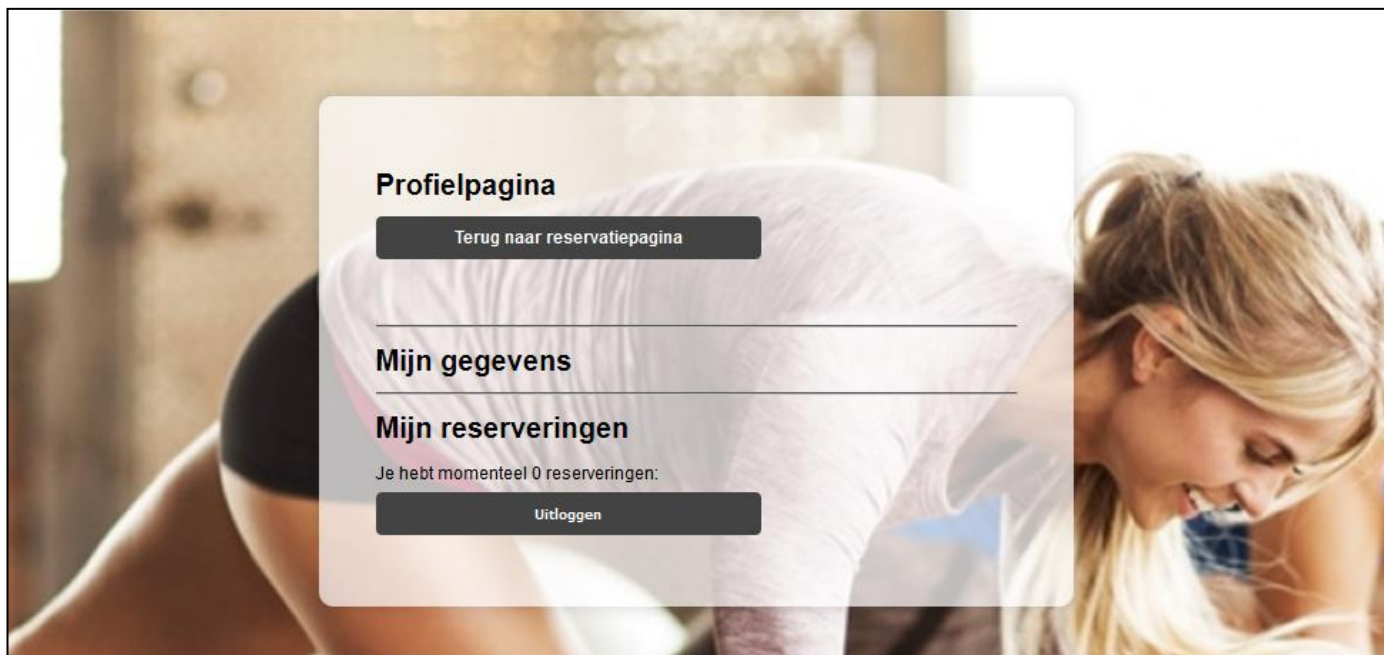 Profielpagina
Terug naar reservatiepagina
Mijn gegevens
Mijn reserveringen
Je hebt momenteel 0 reserveringen:
Uitloggen